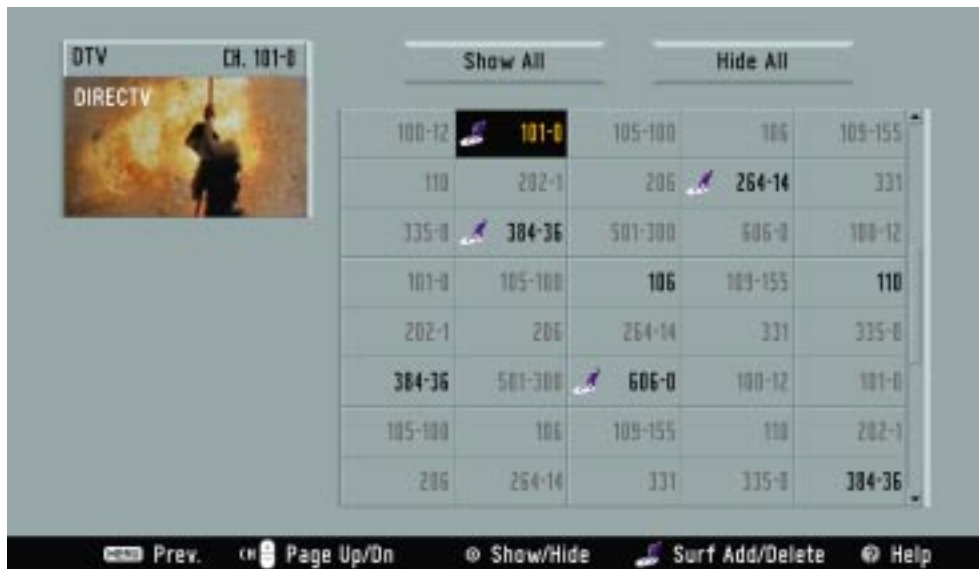 DTV CH. 101-0
DIRECTV
Show All Hide All
100-12 101-0 105-100 106 109-155
110 202-1 206 264-14 331
335-0 384-36 501-300 606-0 100-12
101-0 105-100 106 109-155 110
202-1 206 264-14 331 335-0
384-36 501-300 606-0 100-12 101-0
105-100 106 109-155 110 202-1
206 264-14 331 335-0 384-36
MENU Prev. CH Page Up/Dn Show/Hide Surf Add/Delete ? Help